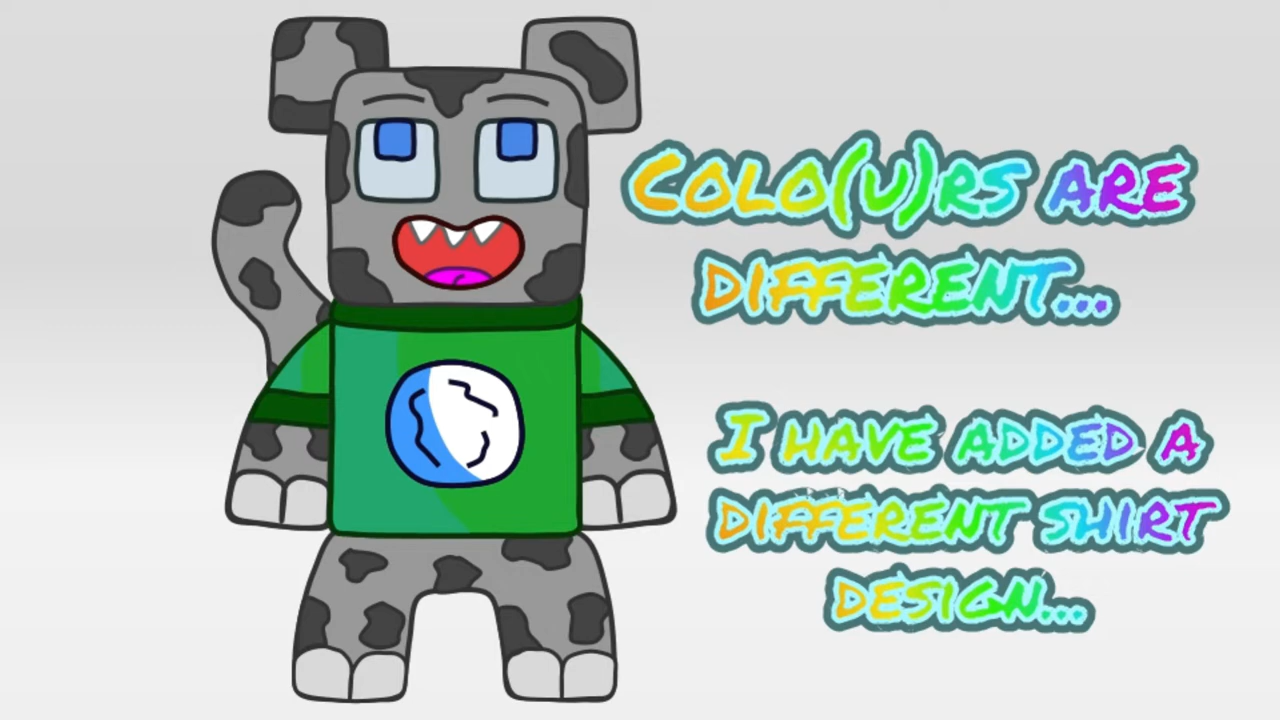 Colo(u)rs are
different...
I have added a
different shirt
design...